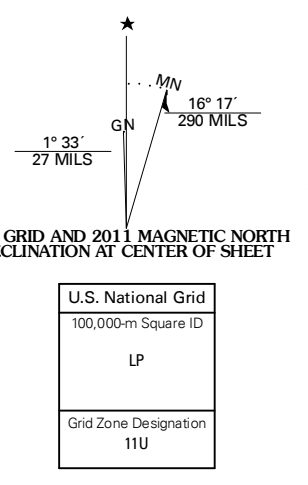 MN
GN
16° 17´
290 MILS
1° 33´
27 MILS
GRID AND 2011 MAGNETIC NORTH
CLINATION AT CENTER OF SHEET
U.S. National Grid
100,000-m Square ID
LP
Grid Zone Designation
11U